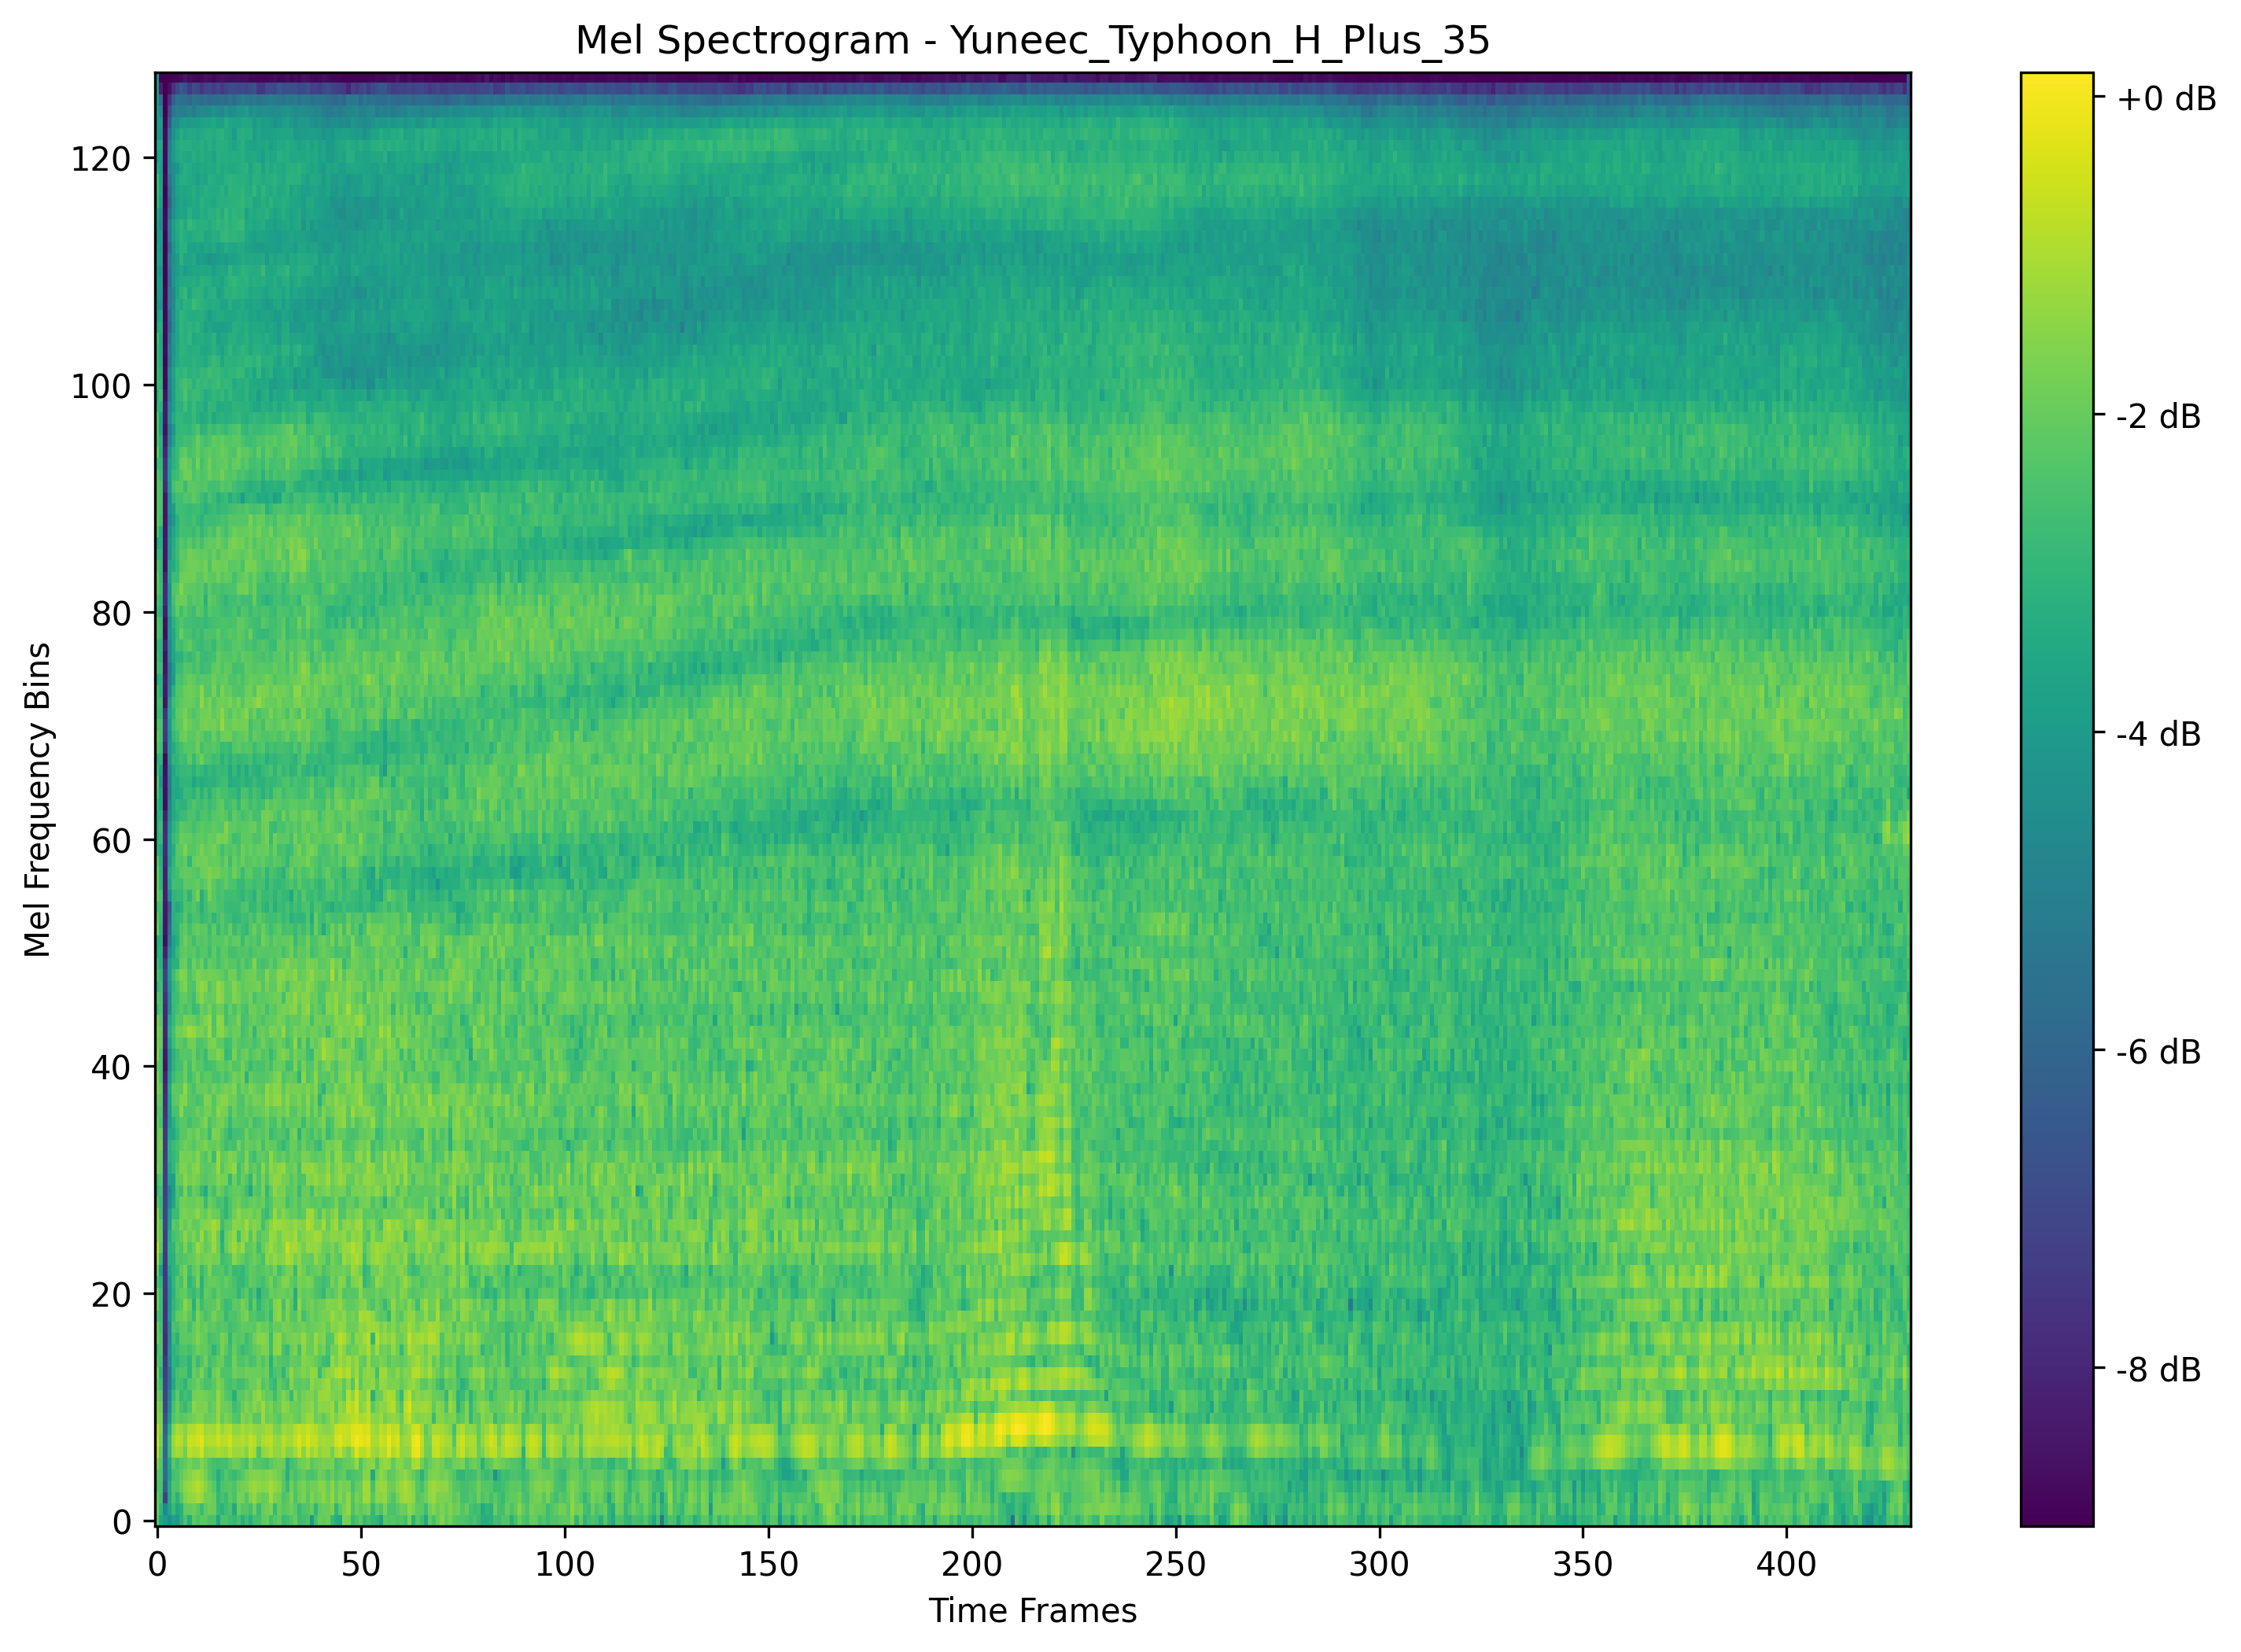 Mel Spectrogram - Yuneec_Typhoon_H_Plus_35
Mel Frequency Bins
120
100
80
60
40
20
0
0 50 100 150 200 250 300 350 400
Time Frames
+0 dB
-2 dB
-4 dB
-6 dB
-8 dB